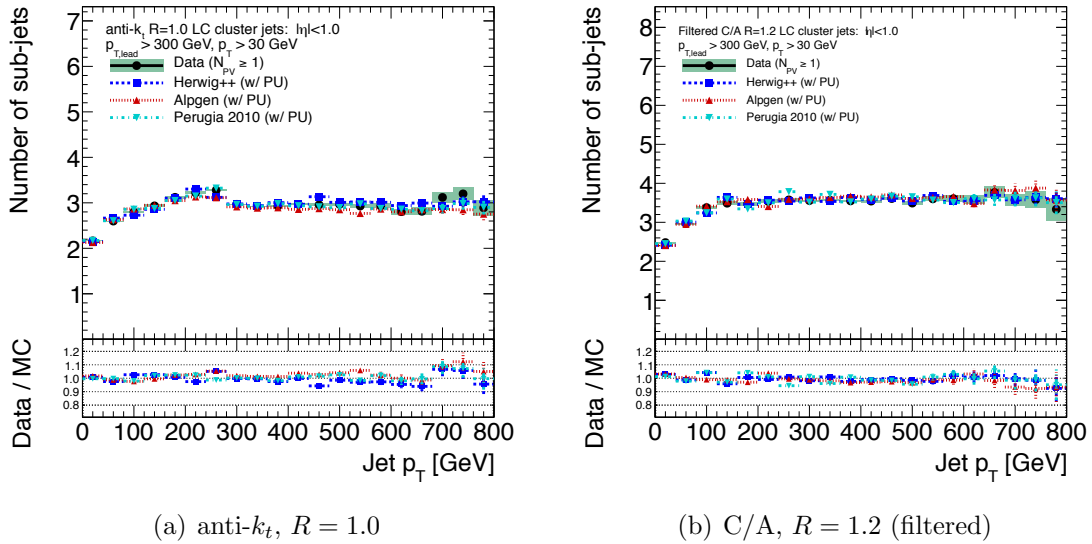 Number of sub-jets
7
6
5
4
3
2
1
anti-k_t R=1.0 LC cluster jets: |η|<1.0
p_T,lead > 300 GeV, p_T > 30 GeV
Data (N_PV ≥ 1)
Herwig++ (w/ PU)
Alpgen (w/ PU)
Perugia 2010 (w/ PU)
Data / MC
1.2
1.1
1.0
0.9
0.8
0 100 200 300 400 500 600 700 800
Jet p_T [GeV]
(a) anti-k_t, R = 1.0
Number of sub-jets
8
7
6
5
4
3
2
1
Filtered C/A R=1.2 LC cluster jets: |η|<1.0
p_T,lead > 300 GeV, p_T > 30 GeV
Data (N_PV ≥ 1)
Herwig++ (w/ PU)
Alpgen (w/ PU)
Perugia 2010 (w/ PU)
Data / MC
1.2
1.1
1.0
0.9
0.8
0 100 200 300 400 500 600 700 800
Jet p_T [GeV]
(b) C/A, R = 1.2 (filtered)